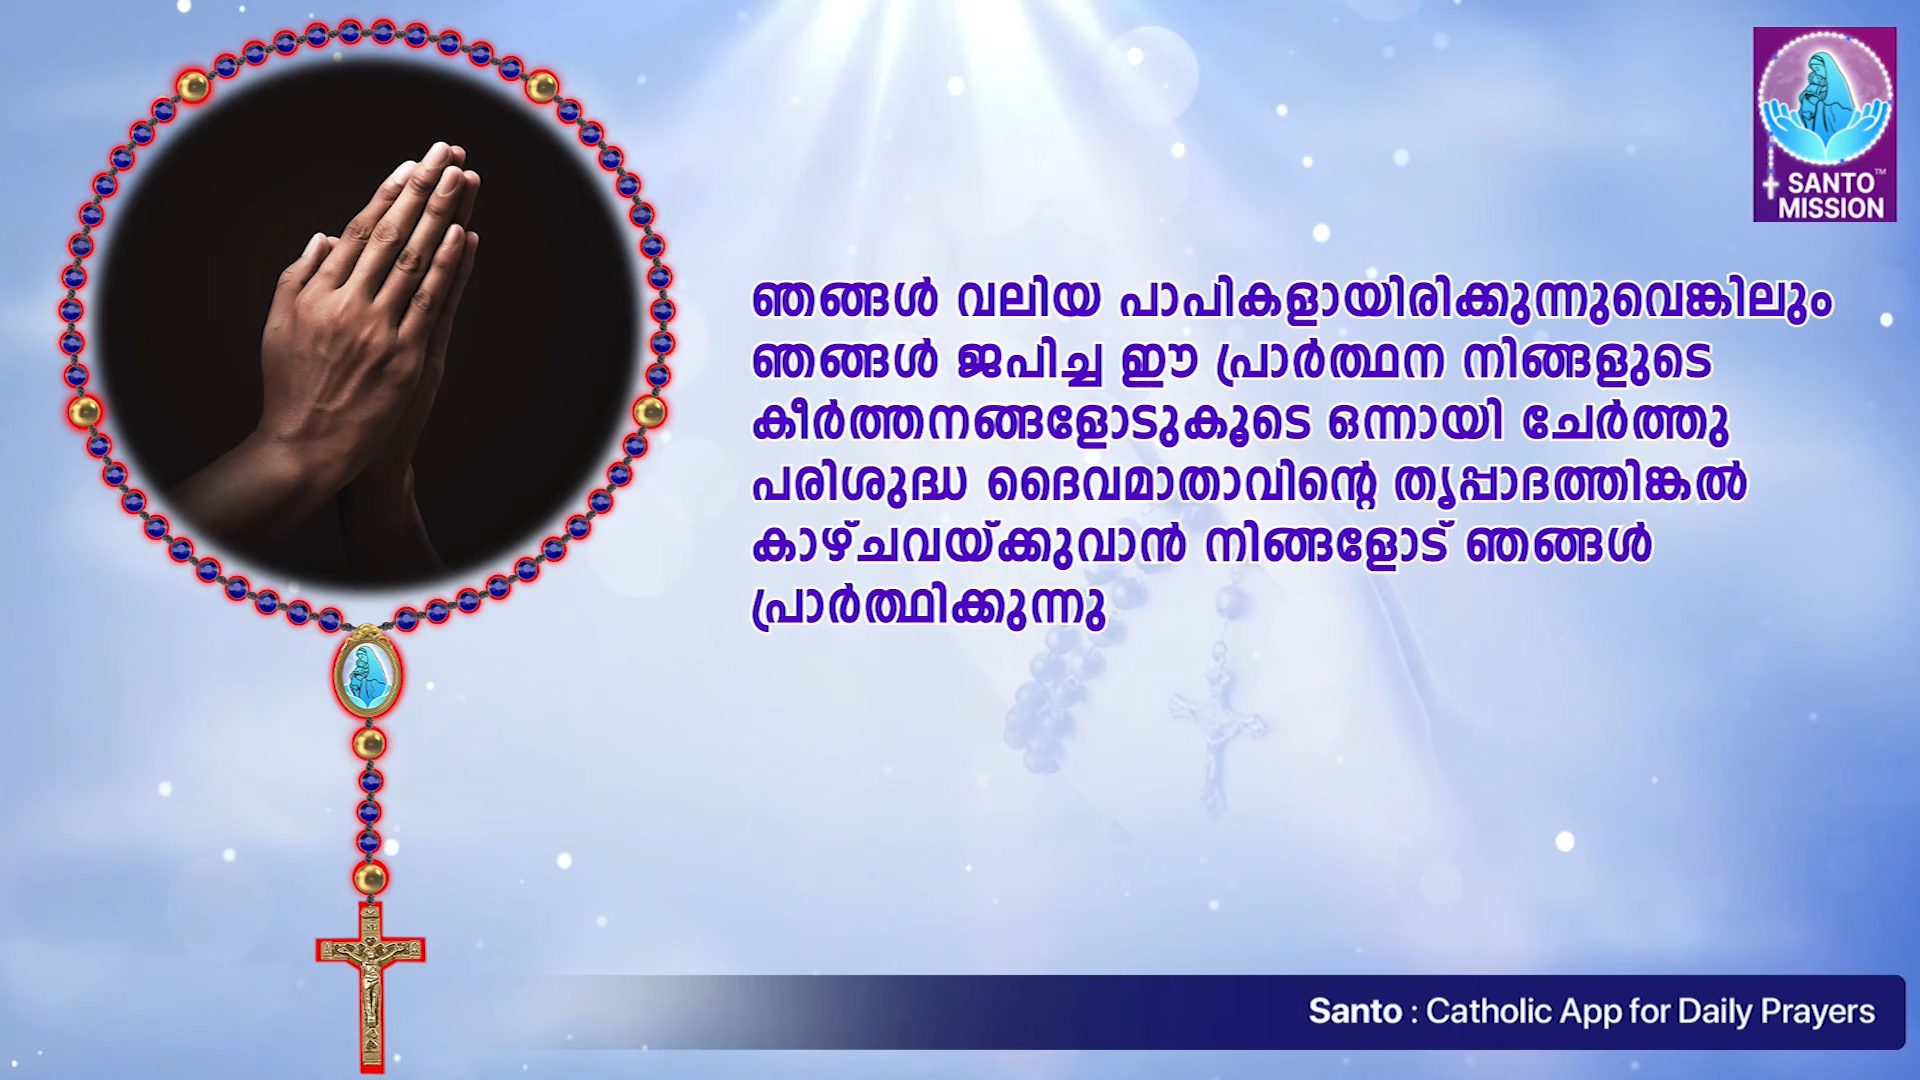 SANTO™
MISSION
ഞങ്ങൾ വലിയ പാപികളായിരിക്കുന്നുവെങ്കിലും
ഞങ്ങൾ ജപിച്ച ഈ പ്രാർത്ഥന നിങ്ങളുടെ
കീർത്തനങ്ങളോടുകൂടെ ഒന്നായി ചേർത്തു
പരിശുദ്ധ ദൈവമാതാവിന്റെ തൃപ്പാദത്തിങ്കൽ
കാഴ്ചവയ്ക്കുവാൻ നിങ്ങളോട് ഞങ്ങൾ
പ്രാർത്ഥിക്കുന്നു
Santo : Catholic App for Daily Prayers